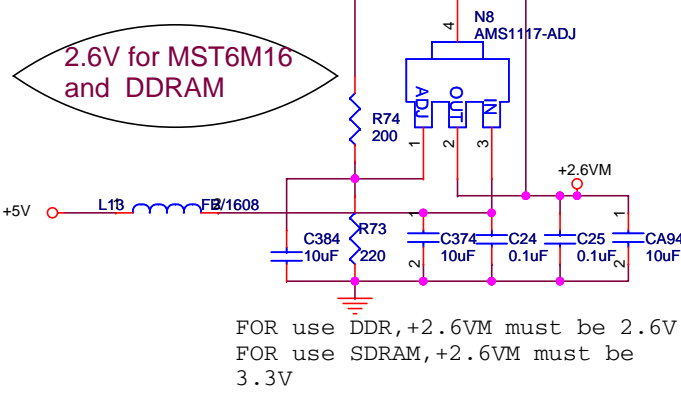 N8
AMS1117-ADJ
4
2.6V for MST6M16
and DDRAM
ADJ
OUT
IN
R74
200
1
2
3
+2.6VM
+5V
L13
1
2
FB/1608
C384
10uF
R73
220
1
2
C374
10uF
C24
0.1uF
C25
0.1uF
1
2
CA94
10uF
FOR use DDR,+2.6VM must be 2.6V
FOR use SDRAM,+2.6VM must be
3.3V